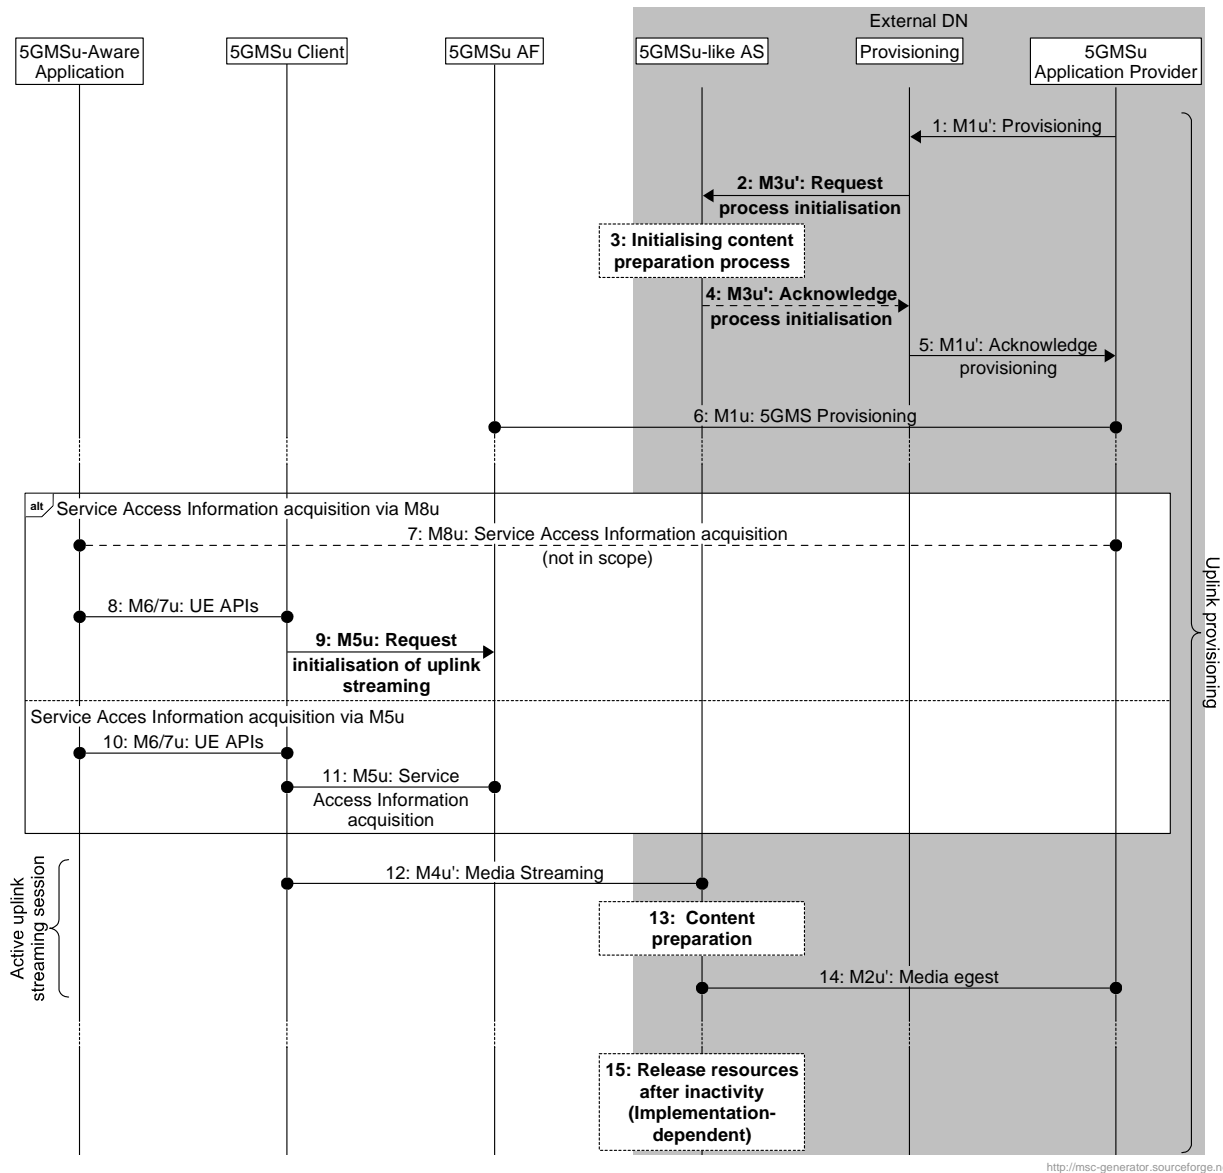 External DN
5GMSu-Aware
Application
5GMSu Client
5GMSu AF
5GMSu-like AS
Provisioning
5GMSu
Application Provider
1: M1u': Provisioning
2: M3u': Request
process initialisation
3: Initialising content
preparation process
4: M3u': Acknowledge
process initialisation
5: M1u': Acknowledge
provisioning
6: M1u: 5GMS Provisioning
alt
Service Access Information acquisition via M8u
7: M8u: Service Access Information acquisition
(not in scope)
8: M6/7u: UE APIs
9: M5u: Request
initialisation of uplink
streaming
Service Acces Information acquisition via M5u
10: M6/7u: UE APIs
11: M5u: Service
Access Information
acquisition
Uplink provisioning
Active uplink
streaming session
12: M4u': Media Streaming
13: Content
preparation
14: M2u': Media egest
15: Release resources
after inactivity
(Implementation-
dependent)
http://msc-generator.sourceforge.n